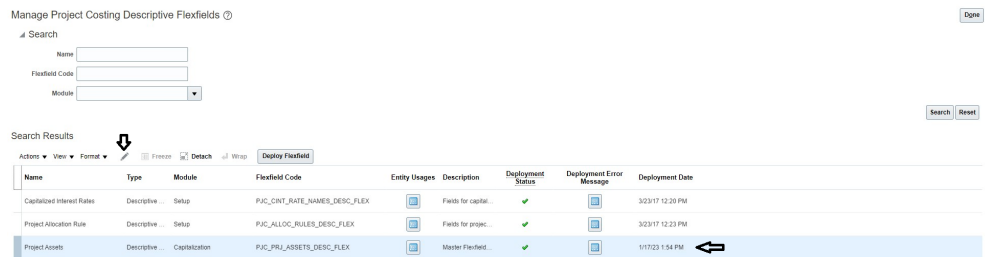 Manage Project Costing Descriptive Flexfields
Done
Search
Name
Flexfield Code
Module
Search Reset
Search Results
Actions View Format Freeze Detach Wrap Deploy Flexfield
Name Type Module Flexfield Code Entity Usages Description Deployment Status Deployment Error Message Deployment Date
Capitalized Interest Rates Descriptive ... Setup PJC_CINT_RATE_NAMES_DESC_FLEX Fields for capital... 3/23/17 12:20 PM
Project Allocation Rule Descriptive ... Setup PJC_ALLOC_RULES_DESC_FLEX Fields for projec... 3/23/17 12:23 PM
Project Assets Descriptive ... Capitalization PJC_PRJ_ASSETS_DESC_FLEX Master Flexfield... 1/17/23 1:54 PM